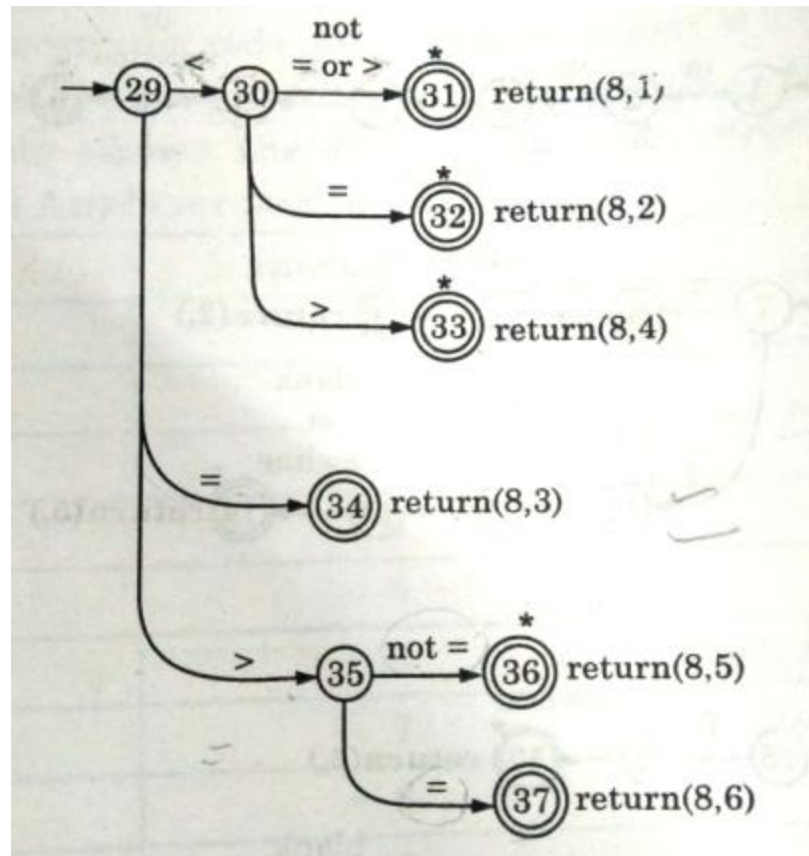 not
< = or > *
29 30 31 return(8,1)
*
= 32 return(8,2)
*
> 33 return(8,4)
= 34 return(8,3)
*
> 35 not = 36 return(8,5)
= 37 return(8,6)